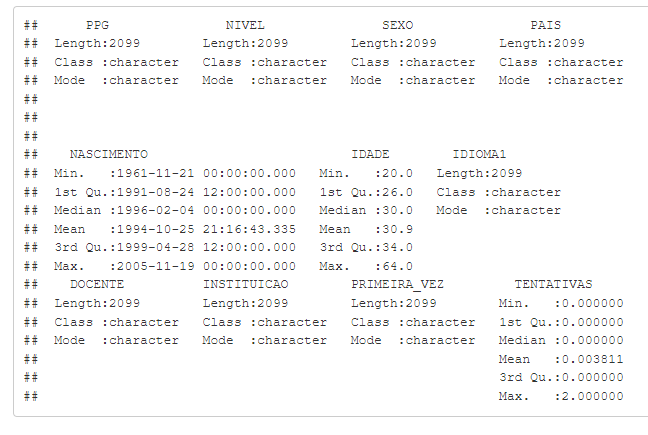 ##      PPG               NIVEL               SEXO               PAIS
##  Length:2099        Length:2099        Length:2099        Length:2099
##  Class :character   Class :character   Class :character   Class :character
##  Mode  :character   Mode  :character   Mode  :character   Mode  :character
##
##
##
##    NASCIMENTO                          IDADE        IDIOMA1
##  Min.   :1961-11-21 00:00:00.000   Min.   :20.0   Length:2099
##  1st Qu.:1991-08-24 12:00:00.000   1st Qu.:26.0   Class :character
##  Median :1996-02-04 00:00:00.000   Median :30.0   Mode  :character
##  Mean   :1994-10-25 21:16:43.335   Mean   :30.9
##  3rd Qu.:1999-04-28 12:00:00.000   3rd Qu.:34.0
##  Max.   :2005-11-19 00:00:00.000   Max.   :64.0
##    DOCENTE          INSTITUICAO        PRIMEIRA_VEZ         TENTATIVAS
##  Length:2099        Length:2099        Length:2099        Min.   :0.000000
##  Class :character   Class :character   Class :character   1st Qu.:0.000000
##  Mode  :character   Mode  :character   Mode  :character   Median :0.000000
##                                                           Mean   :0.003811
##                                                           3rd Qu.:0.000000
##                                                           Max.   :2.000000